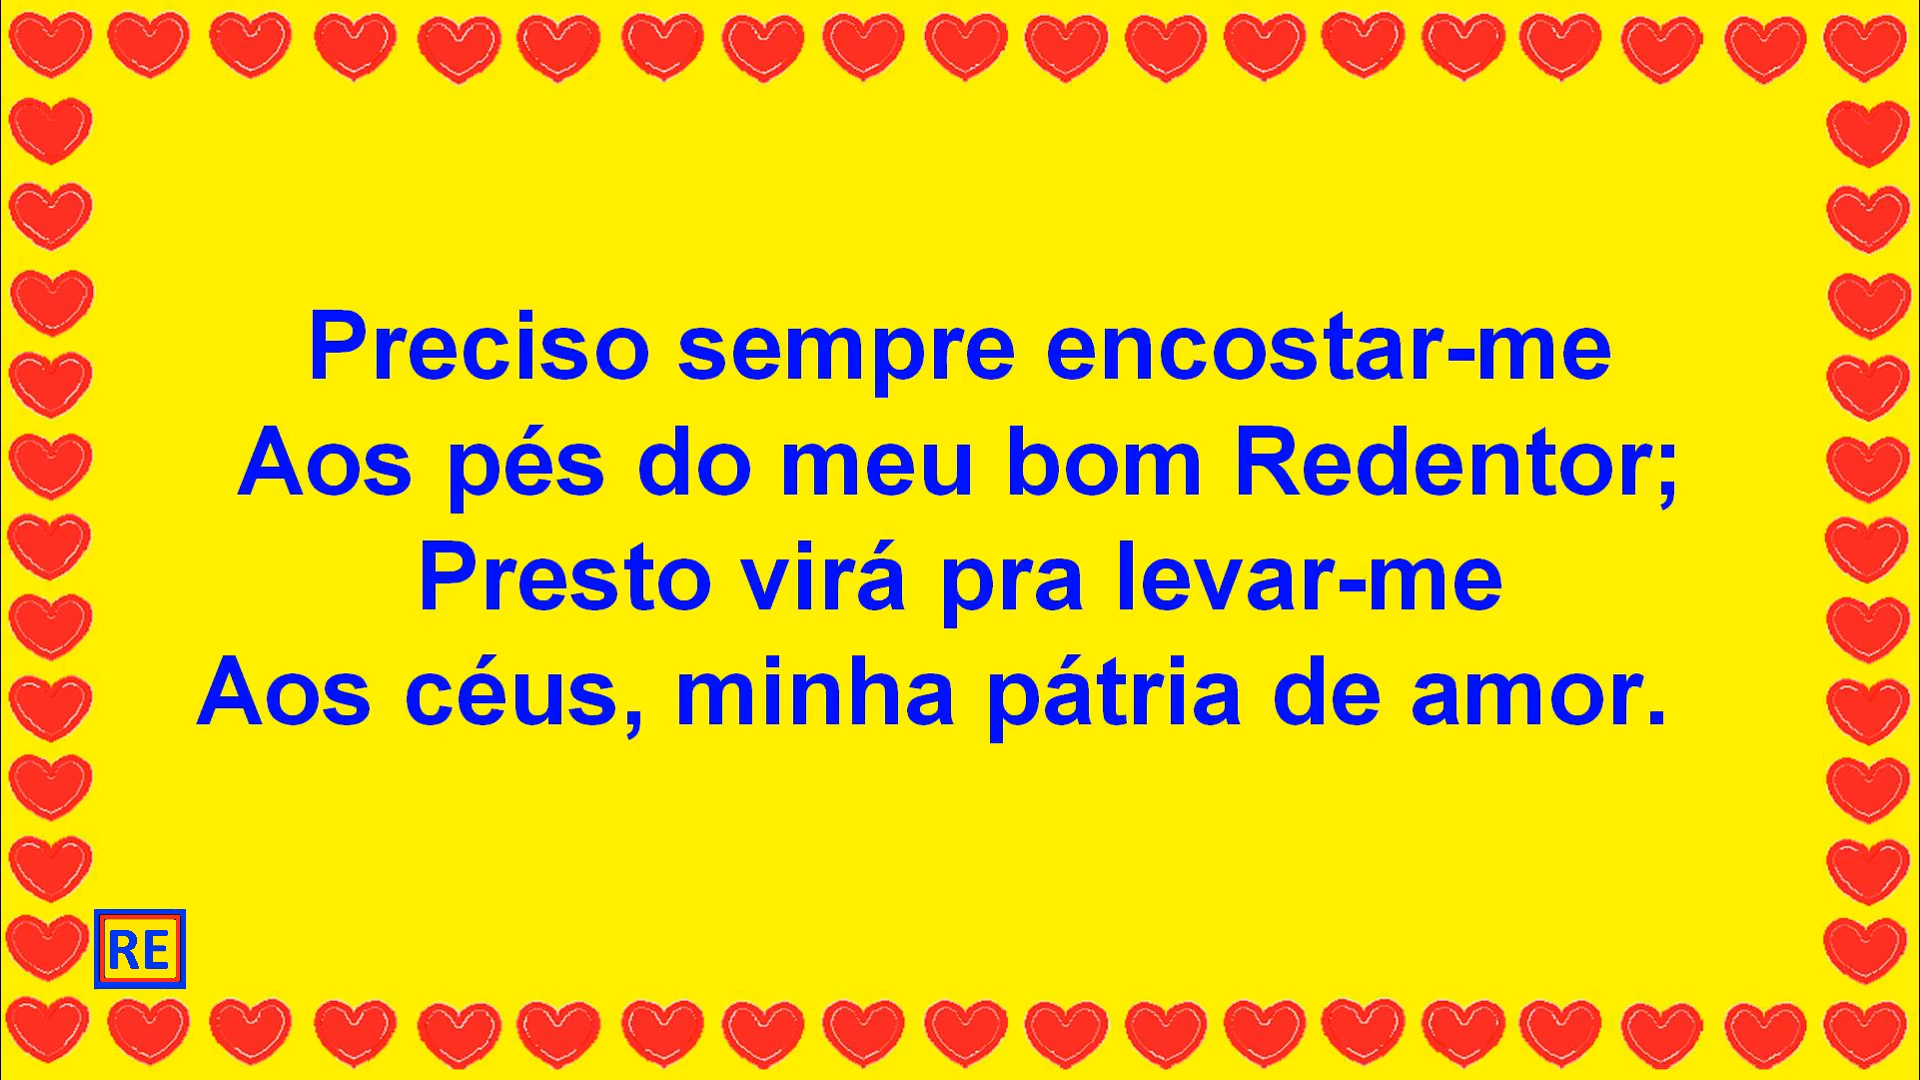 Preciso sempre encostar-me
Aos pés do meu bom Redentor;
Presto virá pra levar-me
Aos céus, minha pátria de amor.
RE